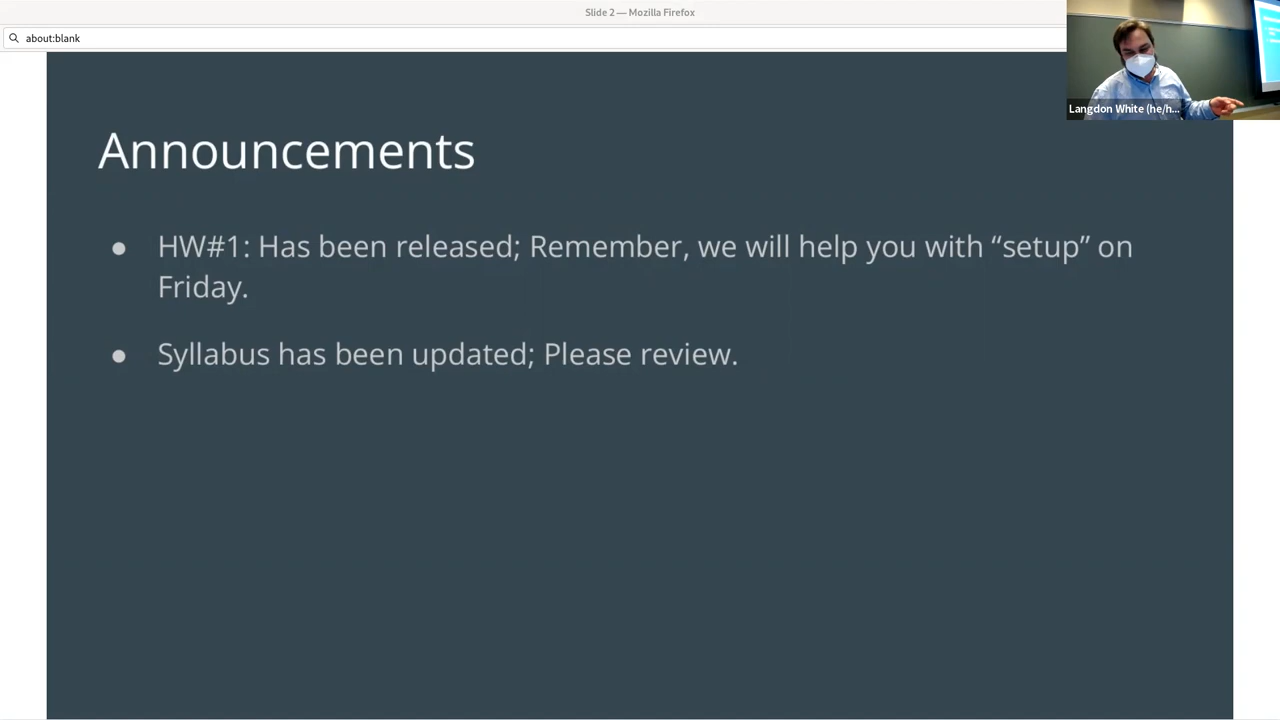 Slide 2 — Mozilla Firefox
about:blank
Langdon White (he/h...
Announcements
● HW#1: Has been released; Remember, we will help you with “setup” on
Friday.
● Syllabus has been updated; Please review.